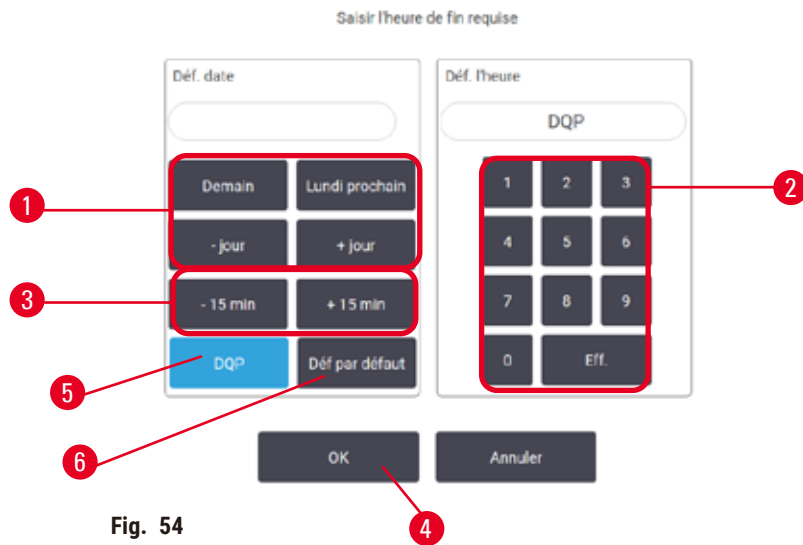 Saisir l'heure de fin requise
Déf. date
Déf. l'heure
DQP
Demain
Lundi prochain
1
2
3
1
2
- jour
+ jour
4
5
6
3
- 15 min
+ 15 min
7
8
9
DQP
Déf par défaut
0
Eff.
5
6
OK
Annuler
4
Fig. 54